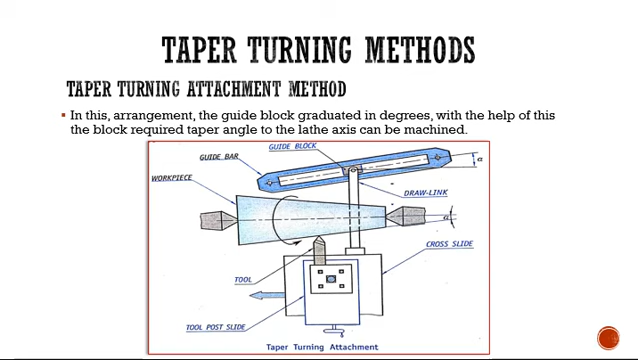 TAPER TURNING METHODS
TAPER TURNING ATTACHMENT METHOD
▪ In this, arrangement, the guide block graduated in degrees, with the help of this
the block required taper angle to the lathe axis can be machined.
GUIDE BLOCK
GUIDE BAR
α
WORKPIECE
DRAW-LINK
α
CROSS SLIDE
TOOL
TOOL POST SLIDE
Taper Turning Attachment